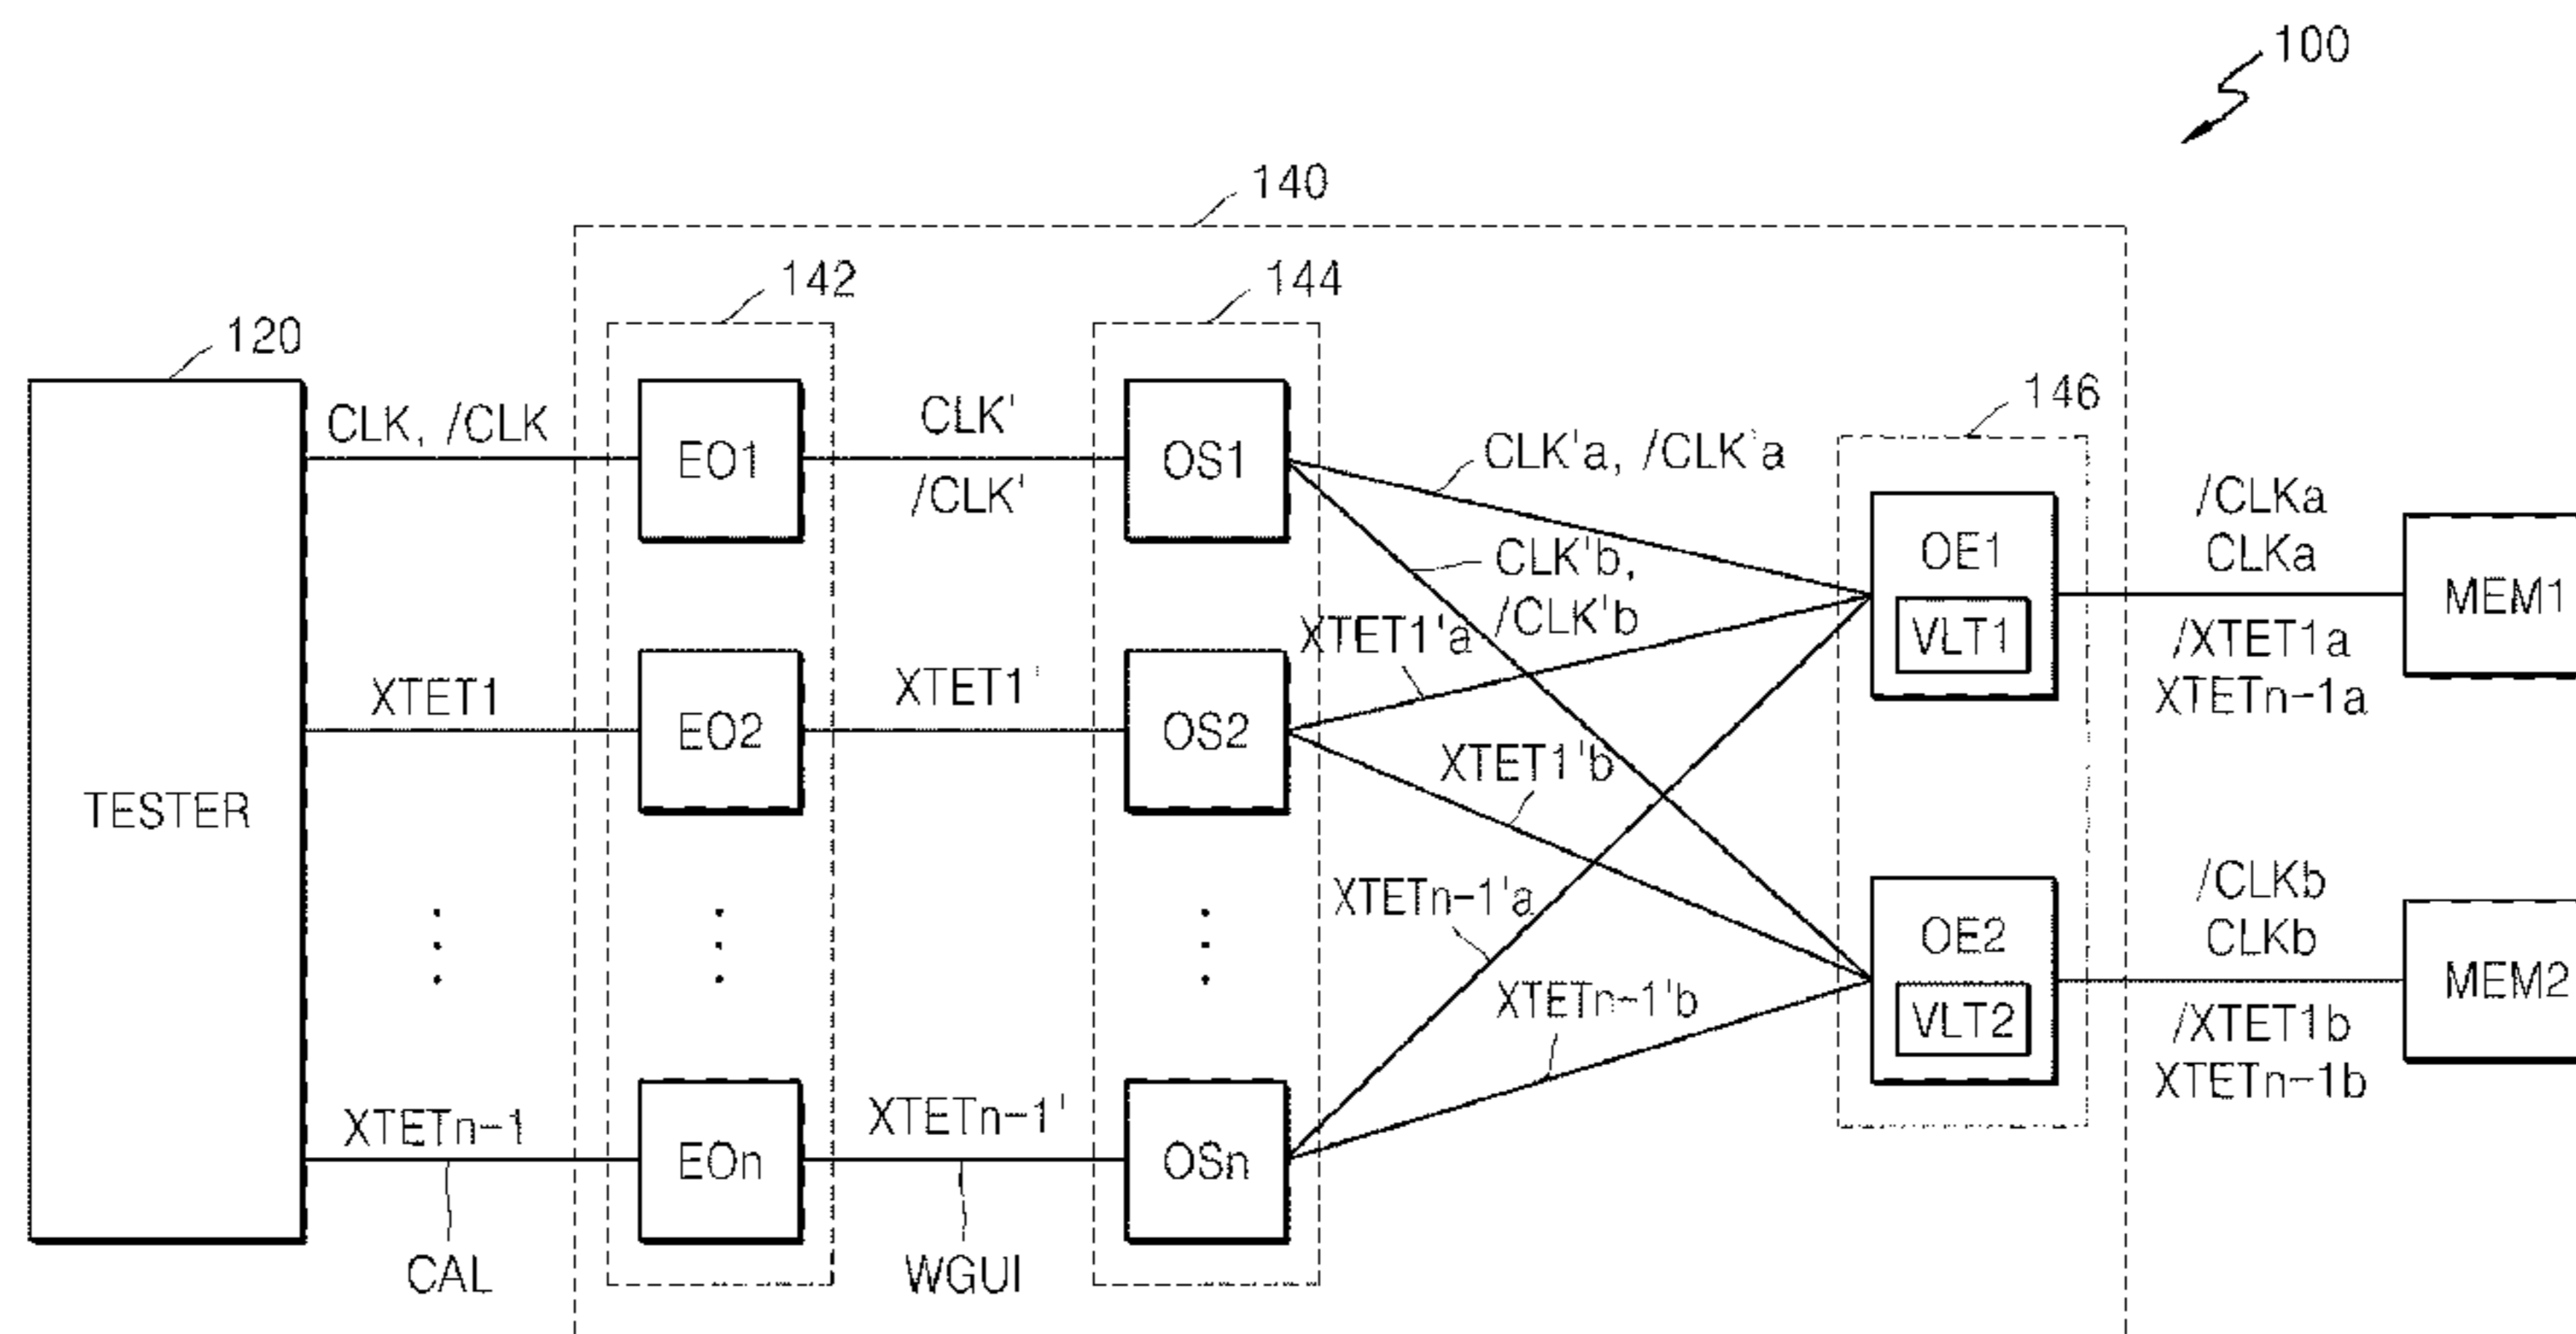 100
140
142
144
120
146
CLK, /CLK
EO1
CLK'
/CLK'
OS1
CLK'a, /CLK`a
CLK'b,
/CLK'b
OE1
VLT1
/CLKa
CLKa
/XTET1a
XTETn-1a
MEM1
XTET1
EO2
XTET1'
OS2
XTET1'a
XTET1'b
TESTER
XTETn-1'a
XTETn-1'b
OE2
VLT2
/CLKb
CLKb
/XTET1b
XTETn-1b
MEM2
XTETn-1
EOn
XTETn-1'
OSn
CAL
WGUI